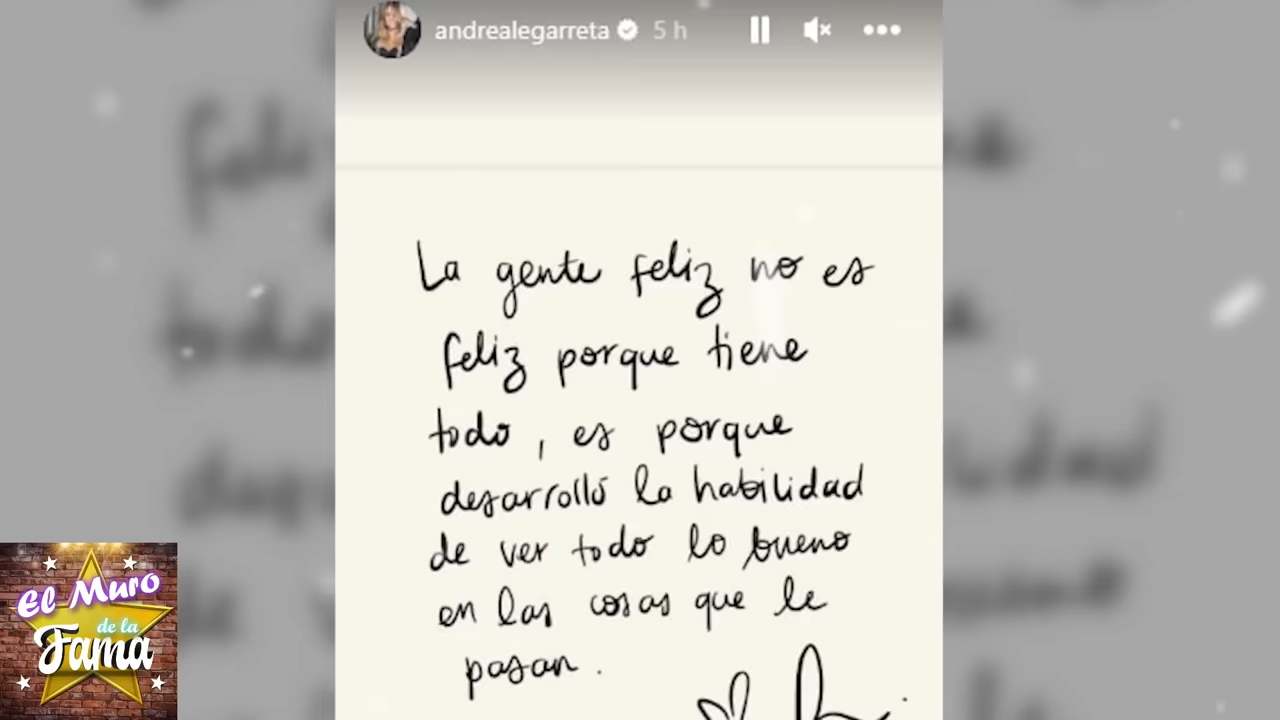 andrealegarreta 5 h
La gente feliz no es
feliz porque tiene
todo, es porque
desarrolló la habilidad
de ver todo lo bueno
en las cosas que le
pasan.
El Muro
de la
Fama